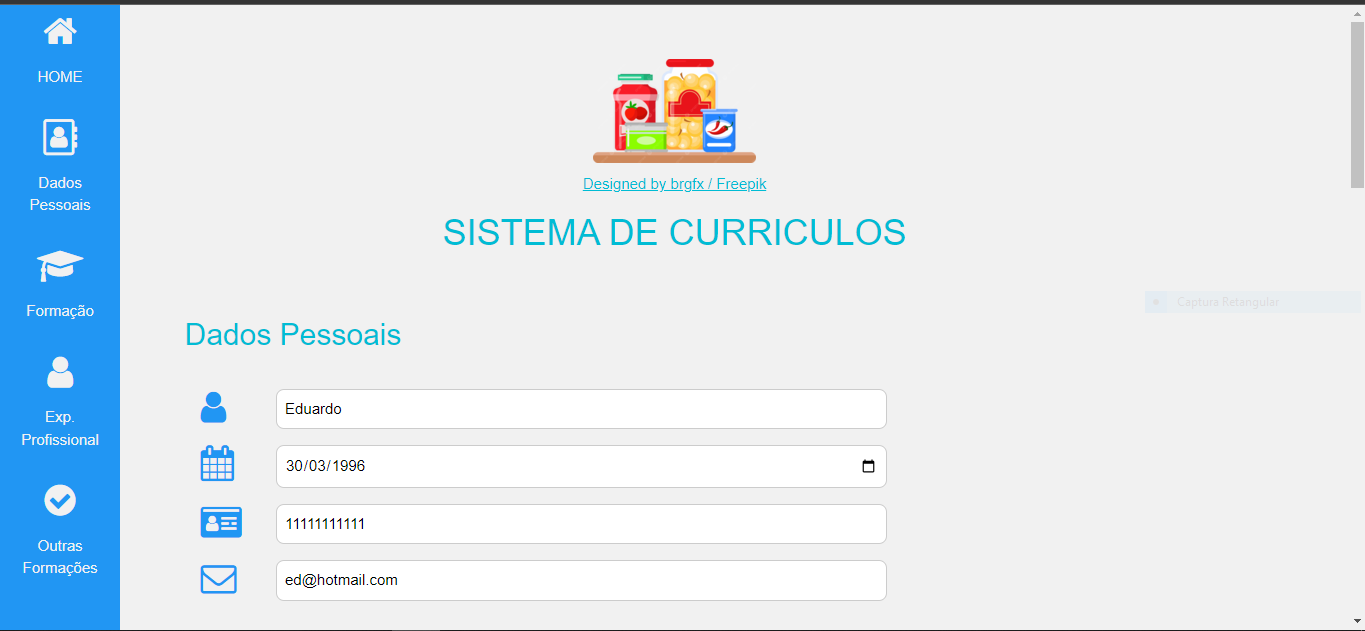 HOME
Dados
Pessoais
Formação
Exp.
Profissional
Outras
Formações
Designed by brgfx / Freepik
SISTEMA DE CURRICULOS
Captura Retangular
Dados Pessoais
Eduardo
30/03/1996
11111111111
ed@hotmail.com